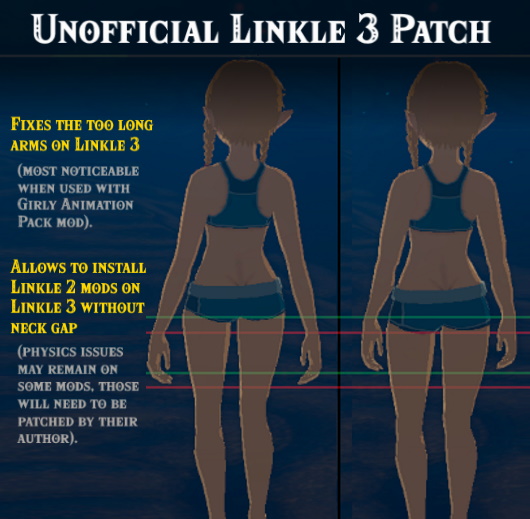 Unofficial Linkle 3 Patch
Fixes the too long
arms on Linkle 3
(most noticeable
when used with
Girly Animation
Pack mod).
Allows to install
Linkle 2 mods on
Linkle 3 without
neck gap
(physics issues
may remain on
some mods, those
will need to be
patched by their
author).